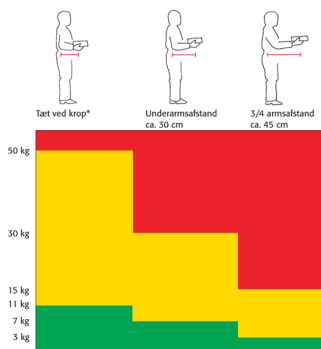 Tæt ved krop*
Underarmsafstand
ca. 30 cm
3/4 armsafstand
ca. 45 cm
50 kg
30 kg
15 kg
11 kg
7 kg
3 kg